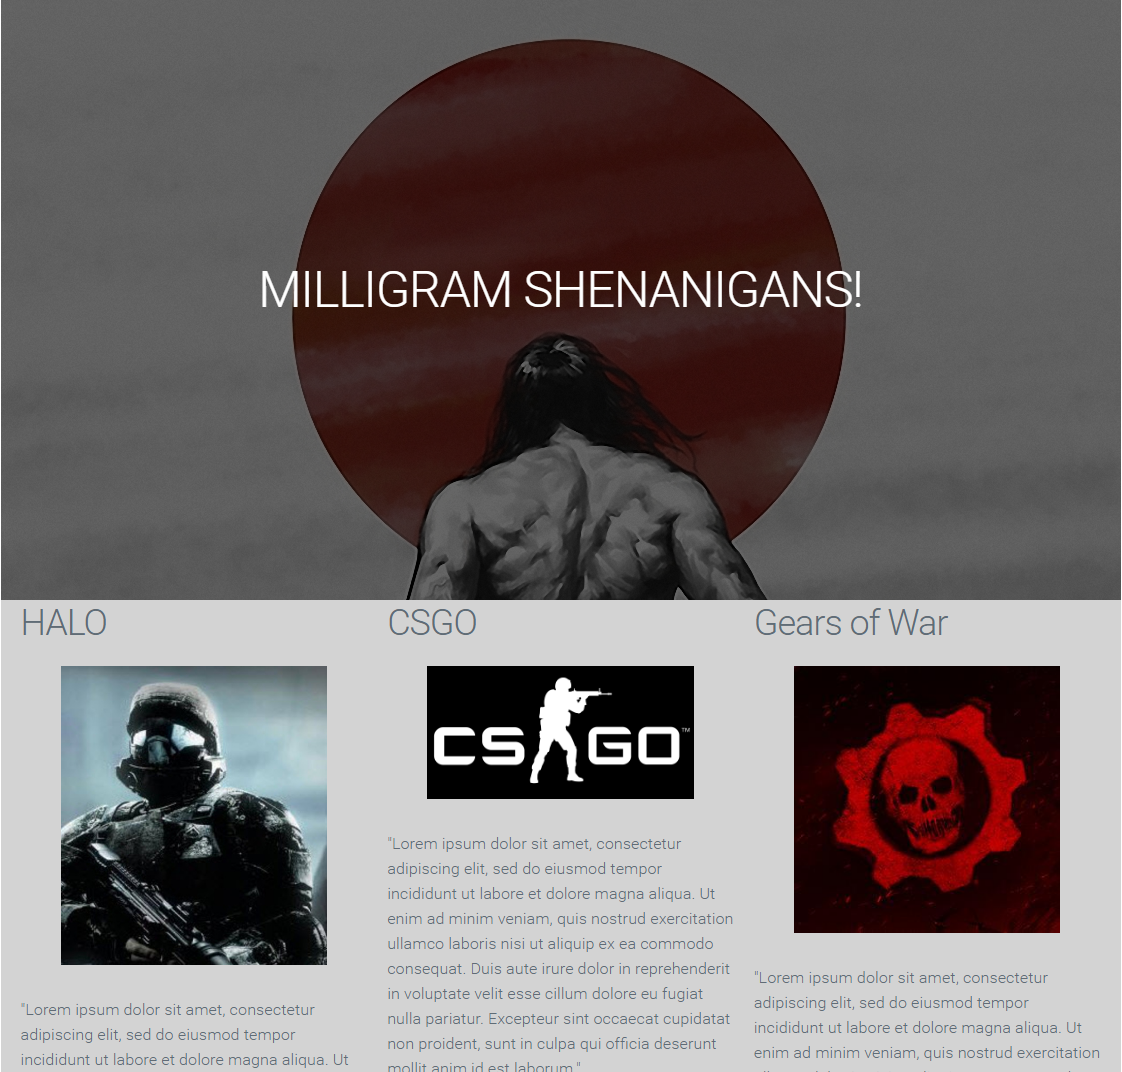 MILLIGRAM SHENANIGANS!
HALO
"Lorem ipsum dolor sit amet, consectetur
adipiscing elit, sed do eiusmod tempor
incididunt ut labore et dolore magna aliqua. Ut
CSGO
CS GO™
"Lorem ipsum dolor sit amet, consectetur
adipiscing elit, sed do eiusmod tempor
incididunt ut labore et dolore magna aliqua. Ut
enim ad minim veniam, quis nostrud exercitation
ullamco laboris nisi ut aliquip ex ea commodo
consequat. Duis aute irure dolor in reprehenderit
in voluptate velit esse cillum dolore eu fugiat
nulla pariatur. Excepteur sint occaecat cupidatat
non proident, sunt in culpa qui officia deserunt
mollit anim id est laborum."
Gears of War
"Lorem ipsum dolor sit amet, consectetur
adipiscing elit, sed do eiusmod tempor
incididunt ut labore et dolore magna aliqua. Ut
enim ad minim veniam, quis nostrud exercitation